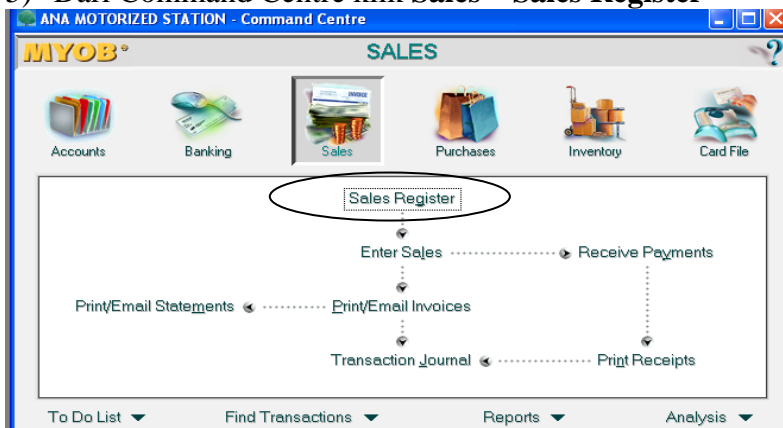 Dari Command Centre klik Sales – Sales Register
ANA MOTORIZED STATION - Command Centre
MYOB® SALES ?
Accounts Banking Sales Purchases Inventory Card File
Sales Register
Enter Sales Receive Payments
Print/Email Statements Print/Email Invoices
Transaction Journal Print Receipts
To Do List Find Transactions Reports Analysis